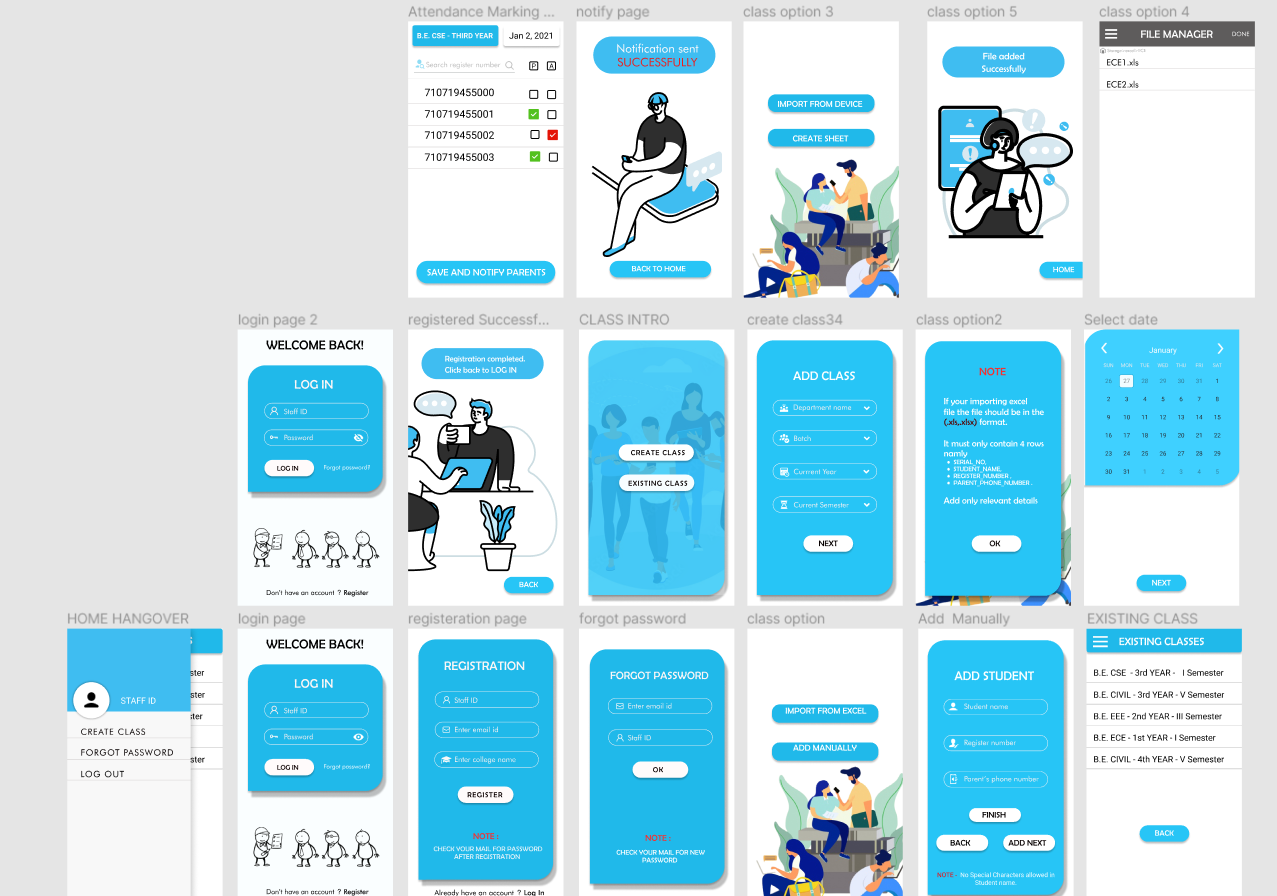 Attendance Marking ...
B.E. CSE - THIRD YEAR
Jan 2, 2021
Search register number
P
A
710719455000
710719455001
710719455002
710719455003
SAVE AND NOTIFY PARENTS
notify page
Notification sent
SUCCESSFULLY
BACK TO HOME
class option 3
IMPORT FROM DEVICE
CREATE SHEET
class option 5
File added
Successfully
HOME
class option 4
FILE MANAGER
DONE
ECE1.xls
ECE2.xls
login page 2
WELCOME BACK!
LOG IN
Staff ID
Password
LOG IN
Forgot password?
Don't have an account ? Register
registered Successf...
Registration completed.
Click back to LOG IN
BACK
CLASS INTRO
CREATE CLASS
EXISTING CLASS
create class34
ADD CLASS
Department name
Batch
Currrent Year
Current Semester
NEXT
class option2
NOTE
If your importing excel
file the file should be in the
(.xls,.xlsx) format.
It must only contain 4 rows
namly
SERIAL_NO,
STUDENT_NAME,
REGISTER_NUMBER ,
PARENT_PHONE_NUMBER .
Add only relevant details
OK
Select date
January
SUN MON TUE WED THU FRI SAT
26 27 28 29 30 31 1
2 3 4 5 6 7 8
9 10 11 12 13 14 15
16 17 18 19 20 21 22
23 24 25 26 27 28 29
30 31 1 2 3 4 5
NEXT
HOME HANGOVER
S
STAFF ID
CREATE CLASS
FORGOT PASSWORD
LOG OUT
ster
ster
ster
ster
login page
WELCOME BACK!
LOG IN
Staff ID
Password
LOG IN
Forgot password?
Don't have an account ? Register
registeration page
REGISTRATION
Staff ID
Enter email id
Enter college name
REGISTER
NOTE :
CHECK YOUR MAIL FOR PASSWORD
AFTER REGISTRATION
Already have an account ? Log In
forgot password
FORGOT PASSWORD
Enter email id
Staff ID
OK
NOTE :
CHECK YOUR MAIL FOR NEW
PASSWORD
class option
IMPORT FROM EXCEL
ADD MANUALLY
Add Manually
ADD STUDENT
Student name
Register number
Parent's phone number
FINISH
BACK
ADD NEXT
NOTE - No Special Characters allowed in
Student name.
EXISTING CLASS
EXISTING CLASSES
B.E. CSE - 3rd YEAR - I Semester
B.E. CIVIL - 3rd YEAR - V Semester
B.E. EEE - 2nd YEAR - III Semester
B.E. ECE - 1st YEAR - I Semester
B.E. CIVIL - 4th YEAR - V Semester
BACK